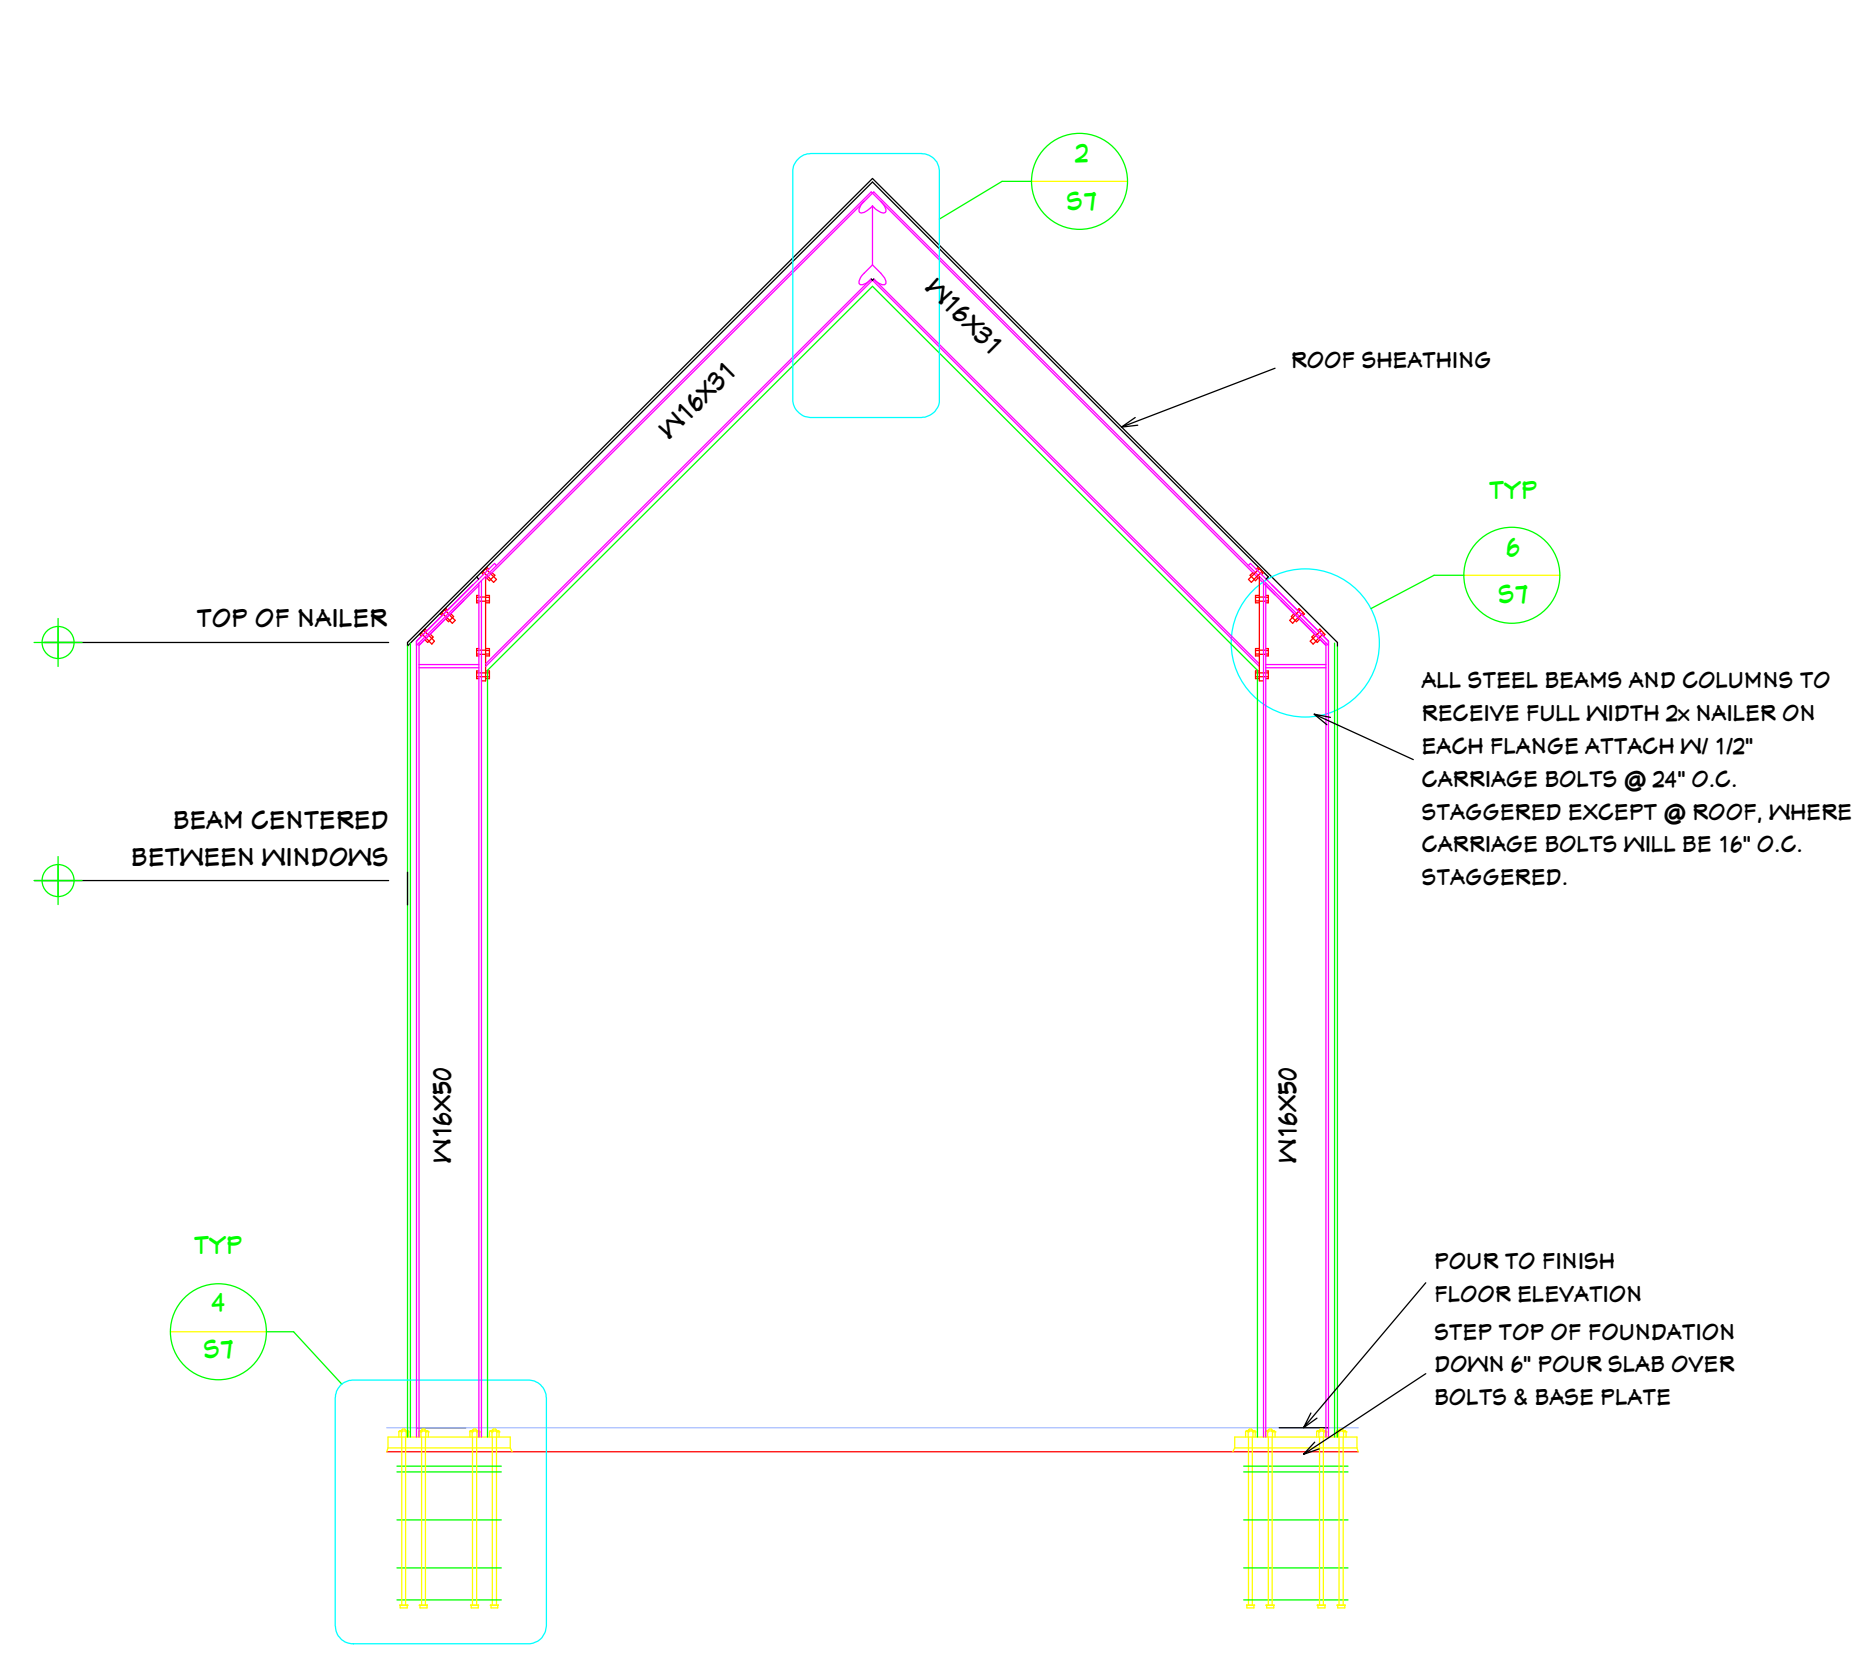 2
S7
W16X31
W16X31
ROOF SHEATHING
TYP
6
S7
TOP OF NAILER
ALL STEEL BEAMS AND COLUMNS TO
RECEIVE FULL WIDTH 2x NAILER ON
EACH FLANGE ATTACH W/ 1/2"
CARRIAGE BOLTS @ 24" O.C.
STAGGERED EXCEPT @ ROOF, WHERE
CARRIAGE BOLTS WILL BE 16" O.C.
STAGGERED.
BEAM CENTERED
BETWEEN WINDOWS
W16X50
W16X50
TYP
4
S7
POUR TO FINISH
FLOOR ELEVATION
STEP TOP OF FOUNDATION
DOWN 6" POUR SLAB OVER
BOLTS & BASE PLATE